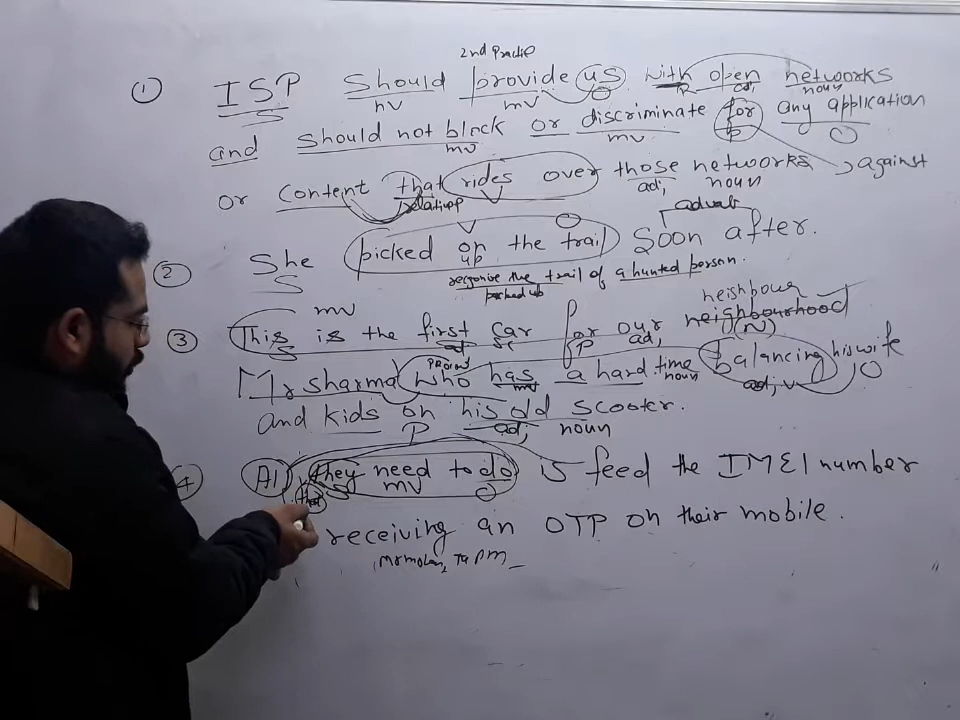 2nd Practic
① ISP should provide us with open networks
S hv mv O P adj noun
and should not block or discriminate for any application
mv mv P → against
or content that rides over those networks
relative V adj noun
adverb
② She picked up the trail soon after.
S V up O
recognise the trail of a hunted person.
picked up
mv neighbour
③ This is the first car for our neighbourhood
S ad P adj (N)
pronoun
Mr sharma who has a hard time balancing his wife
mv noun adj v O
and kids on his old scooter.
P adj noun
④ All they need to do is feed the IMEI number
that S mv O
receiving an OTP on their mobile.